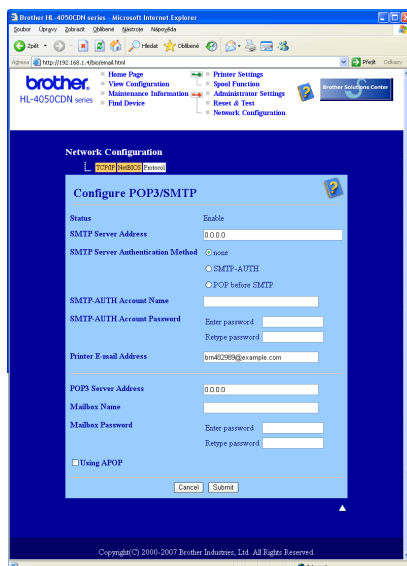 Brother HL-4050CDN series - Microsoft Internet Explorer
Soubor Úpravy Zobrazit Oblíbené Nástroje Nápověda
Zpět Hledat Oblíbené
Adresa http://192.168.1.4/bio/email.html Přejít Odkazy
brother.
HL-4050CDN series
Home Page
View Configuration
Maintenance Information
Find Device
Printer Settings
Spool Function
Administrator Settings
Reset & Test
Network Configuration
Brother Solutions Center
Network Configuration
TCP/IP NetBIOS Protocol
Configure POP3/SMTP
Status Enable
SMTP Server Address 0.0.0.0
SMTP Server Authentication Method none
SMTP-AUTH
POP before SMTP
SMTP-AUTH Account Name
SMTP-AUTH Account Password Enter password
Retype password
Printer E-mail Address brn482989@example.com
POP3 Server Address 0.0.0.0
Mailbox Name
Mailbox Password Enter password
Retype password
Using APOP
Cancel Submit
Copyright(C) 2000-2007 Brother Industries, Ltd. All Rights Reserved.